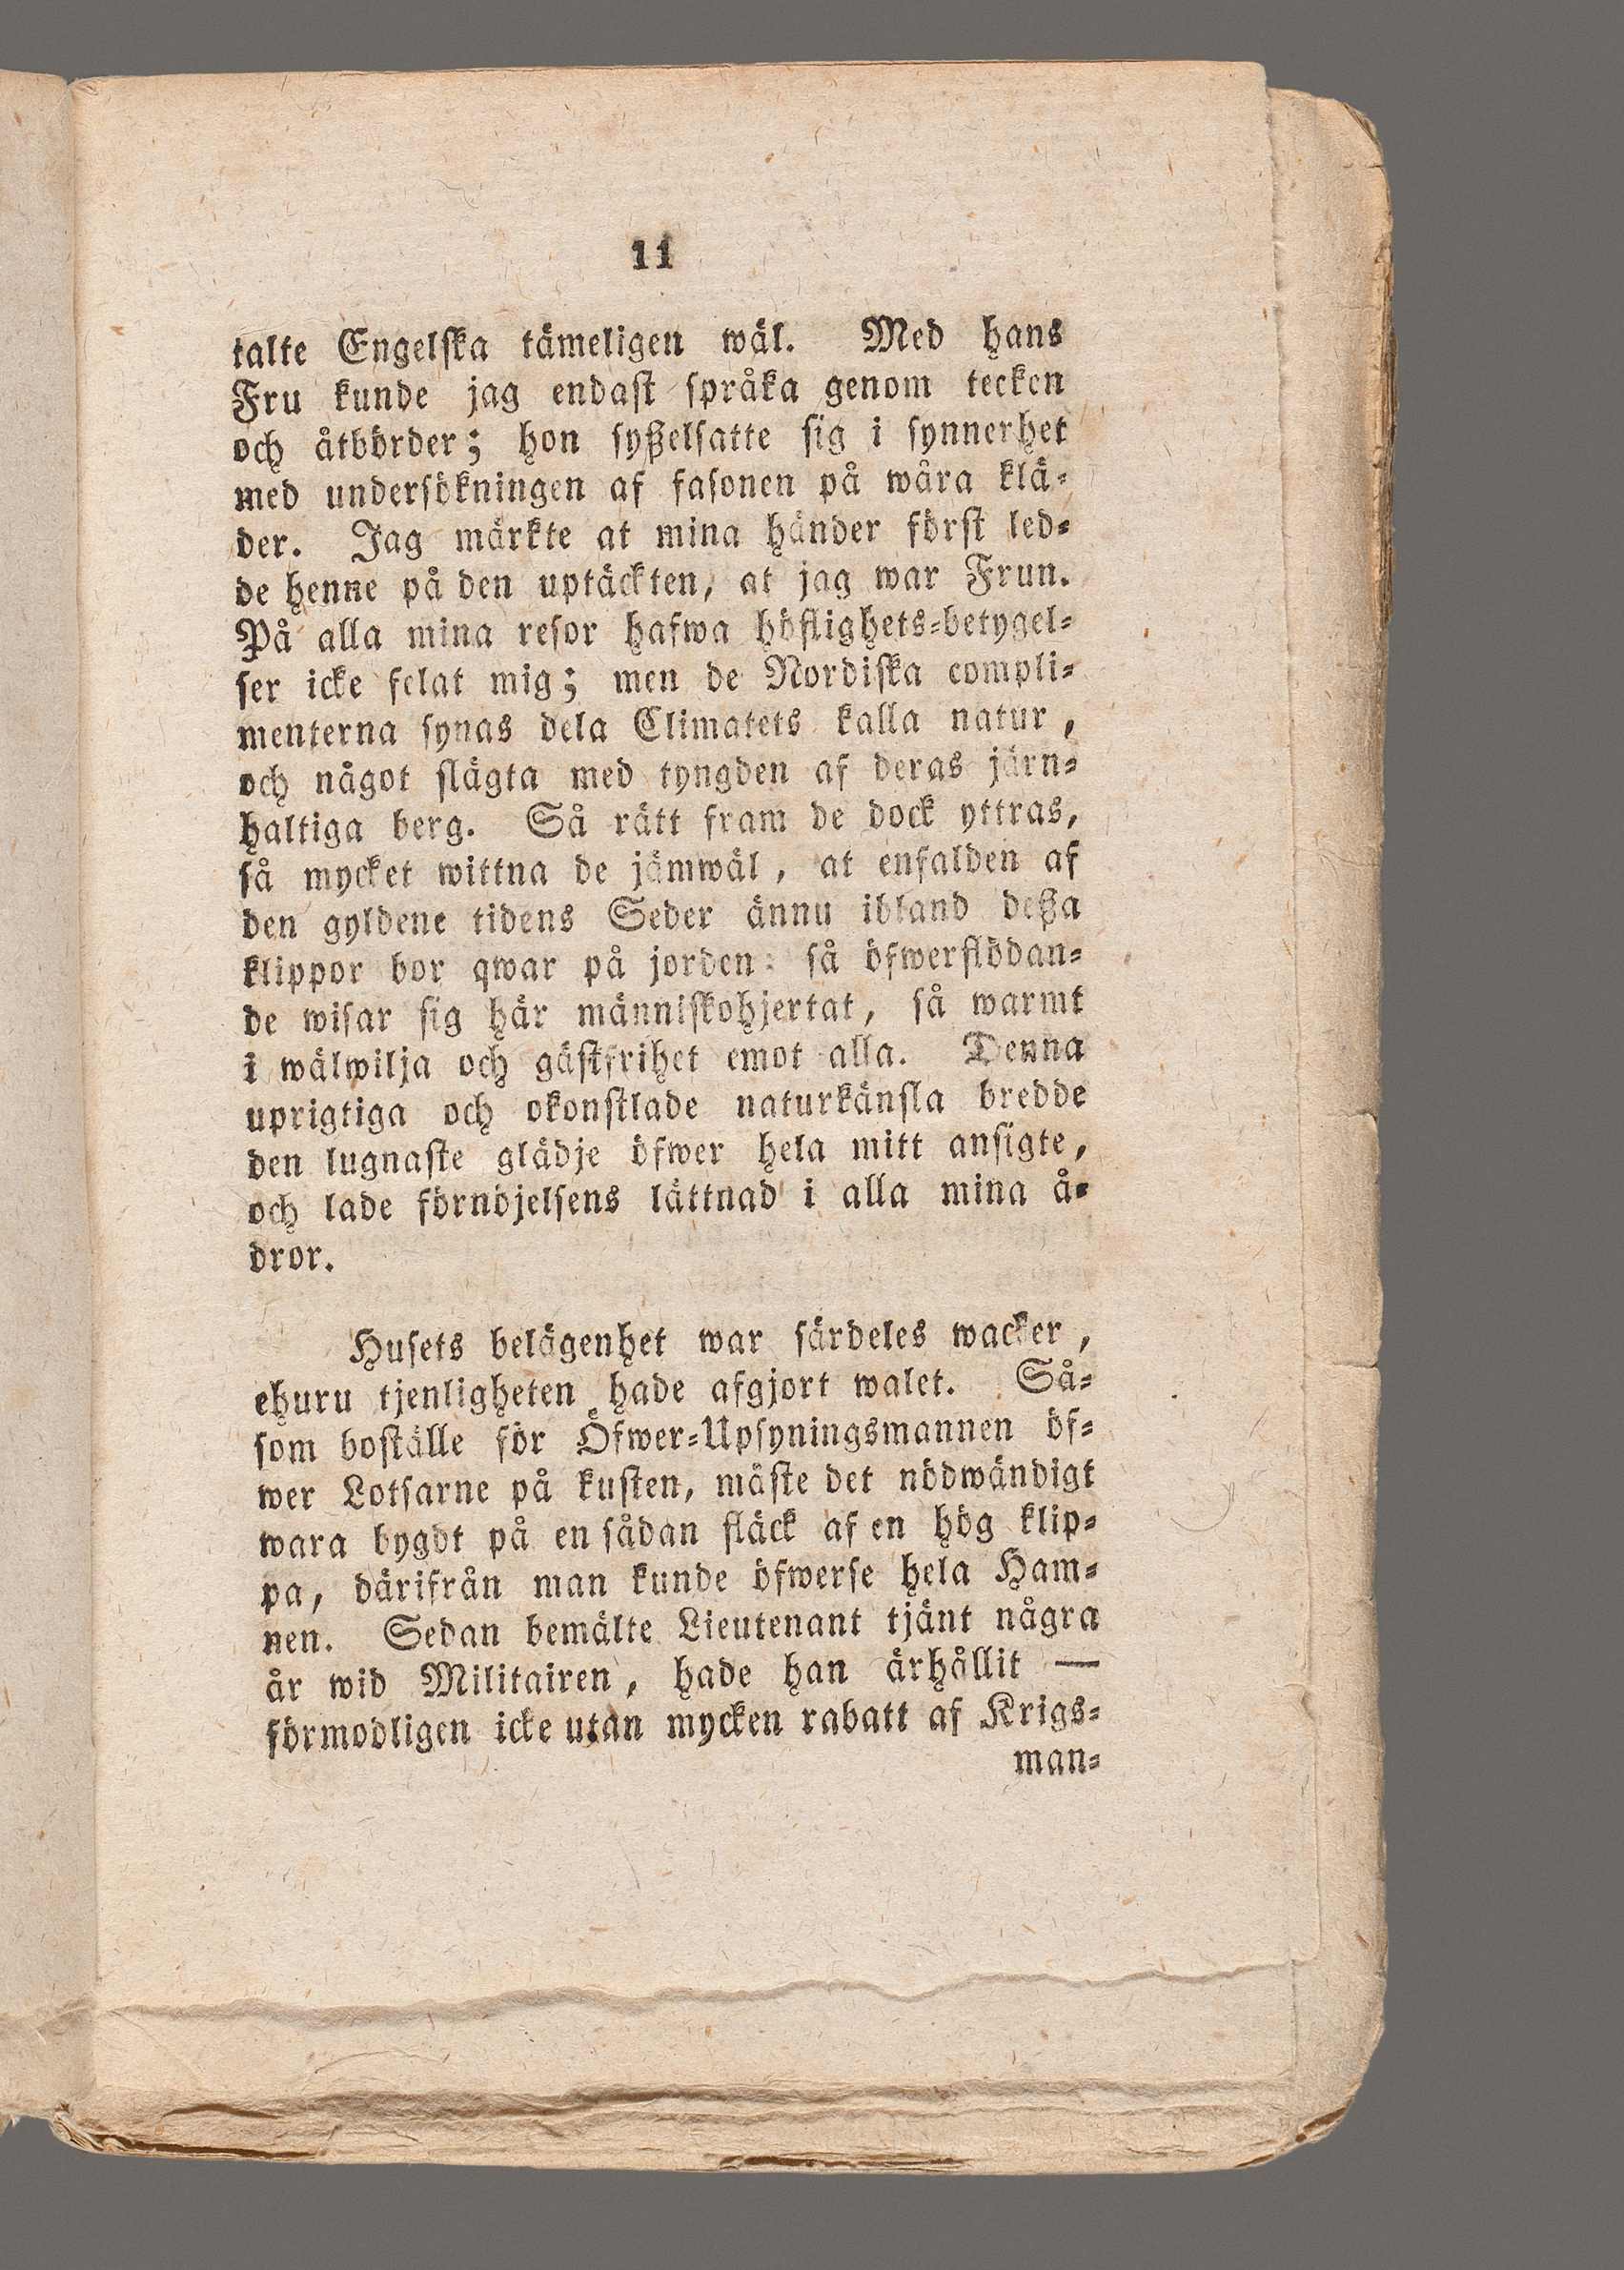 11
talte Engelska tämeligen wäl. Med hans
Fru kunde jag endast språka genom tecken
och åtbörder; hon syßelsatte sig i synnerhet
med undersökningen af fasonen på wåra klä-
der. Jag märkte at mina händer först led-
de henne på den uptäckten, at jag war Frun.
På alla mina resor hafwa höflighets-betygel-
ser icke felat mig; men de Nordiska compli-
menterna synas dela Climatets kalla natur,
och något slägta med tyngden af deras järn-
haltiga berg. Så rätt fram de dock yttras,
så mycket wittna de jämwäl, at enfalden af
den gyldene tidens Seder ännu ibland deßa
klippor bor qwar på jorden: så öfwerflödan-
de wisar sig här människohjertat, så warmt
i wälwilja och gästfrihet emot alla. Denna
uprigtiga och okonstlade naturkänsla bredde
den lugnaste glädje öfwer hela mitt ansigte,
och lade förnöjelsens lättnad i alla mina å-
dror.
Husets belägenhet war särdeles wacker,
ehuru tjenligheten hade afgjort walet. Så-
som boställe för Öfwer-Upsyningsmannen öf-
wer Lotsarne på kusten, måste det nödwändigt
wara bygdt på en sådan fläck af en hög klip-
pa, därifrån man kunde öfwerse hela Ham-
nen. Sedan bemälte Lieutenant tjänt några
år wid Militairen, hade han ärhållit —
förmodligen icke utan mycken rabatt af Krigs-
man-